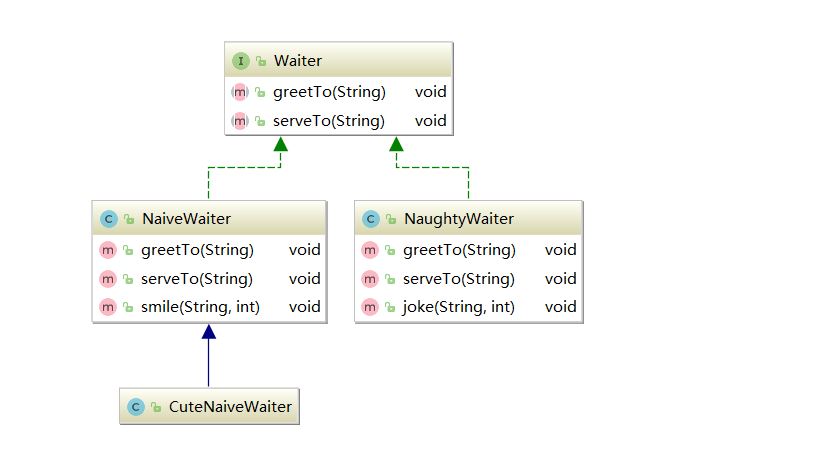 I Waiter
m greetTo(String) void
m serveTo(String) void
C NaiveWaiter
m greetTo(String) void
m serveTo(String) void
m smile(String, int) void
C NaughtyWaiter
m greetTo(String) void
m serveTo(String) void
m joke(String, int) void
C CuteNaiveWaiter